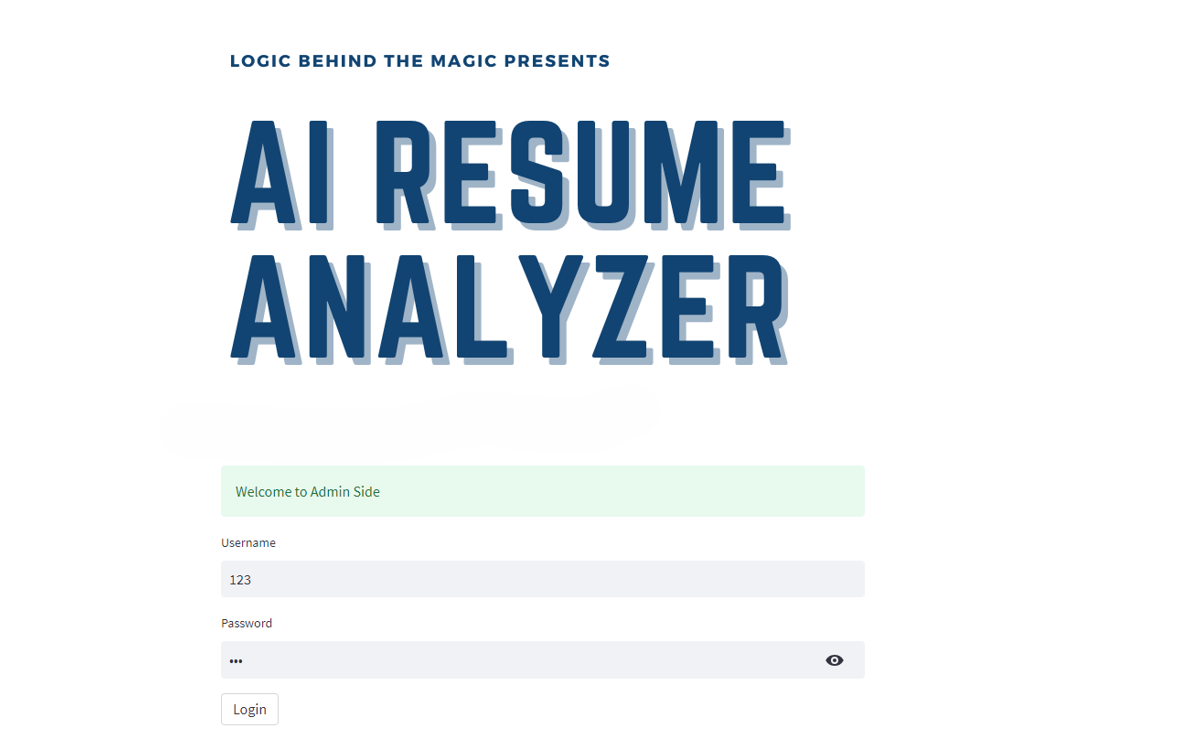 LOGIC BEHIND THE MAGIC PRESENTS
AI RESUME
ANALYZER
Welcome to Admin Side
Username
123
Password
•••
Login